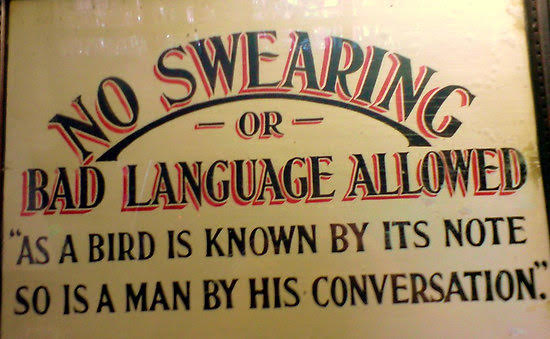 NO SWEARING
– OR –
BAD LANGUAGE ALLOWED
"AS A BIRD IS KNOWN BY ITS NOTE
SO IS A MAN BY HIS CONVERSATION".